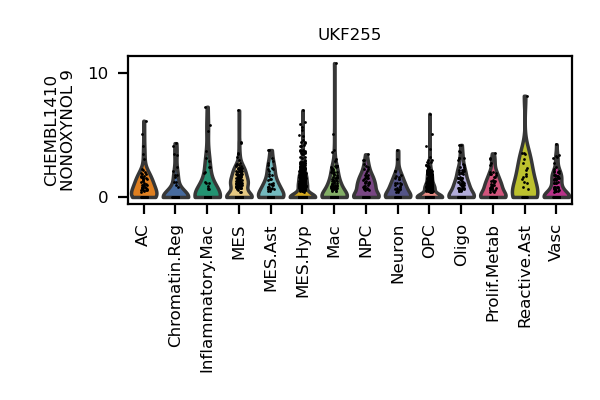 UKF255
CHEMBL1410
NONOXYNOL 9
10
0
AC
Chromatin.Reg
Inflammatory.Mac
MES
MES.Ast
MES.Hyp
Mac
NPC
Neuron
OPC
Oligo
Prolif.Metab
Reactive.Ast
Vasc